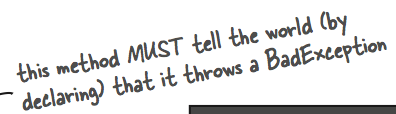 this method MUST tell the world (by
declaring) that it throws a BadException